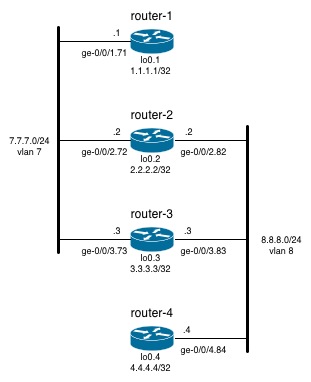 router-1
.1
ge-0/0/1.71
lo0.1
1.1.1.1/32
router-2
.2
.2
ge-0/0/2.72
ge-0/0/2.82
lo0.2
2.2.2.2/32
7.7.7.0/24
vlan 7
router-3
.3
.3
ge-0/0/3.73
ge-0/0/3.83
lo0.3
3.3.3.3/32
8.8.8.0/24
vlan 8
router-4
.4
ge-0/0/4.84
lo0.4
4.4.4.4/32